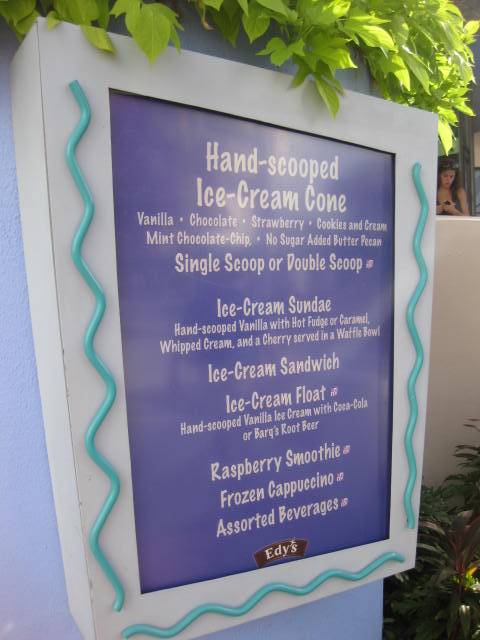 Hand-scooped
Ice-Cream Cone
Vanilla • Chocolate • Strawberry • Cookies and Cream
Mint Chocolate-Chip, • No Sugar Added Butter Pecan
Single Scoop or Double Scoop
Ice-Cream Sundae
Hand-scooped Vanilla with Hot Fudge or Caramel,
Whipped Cream, and a Cherry served in a Waffle Bowl
Ice-Cream Sandwich
Ice-Cream Float
Hand-scooped Vanilla Ice Cream with Coca-Cola
or Barq's Root Beer
Raspberry Smoothie
Frozen Cappuccino
Assorted Beverages
Edy's